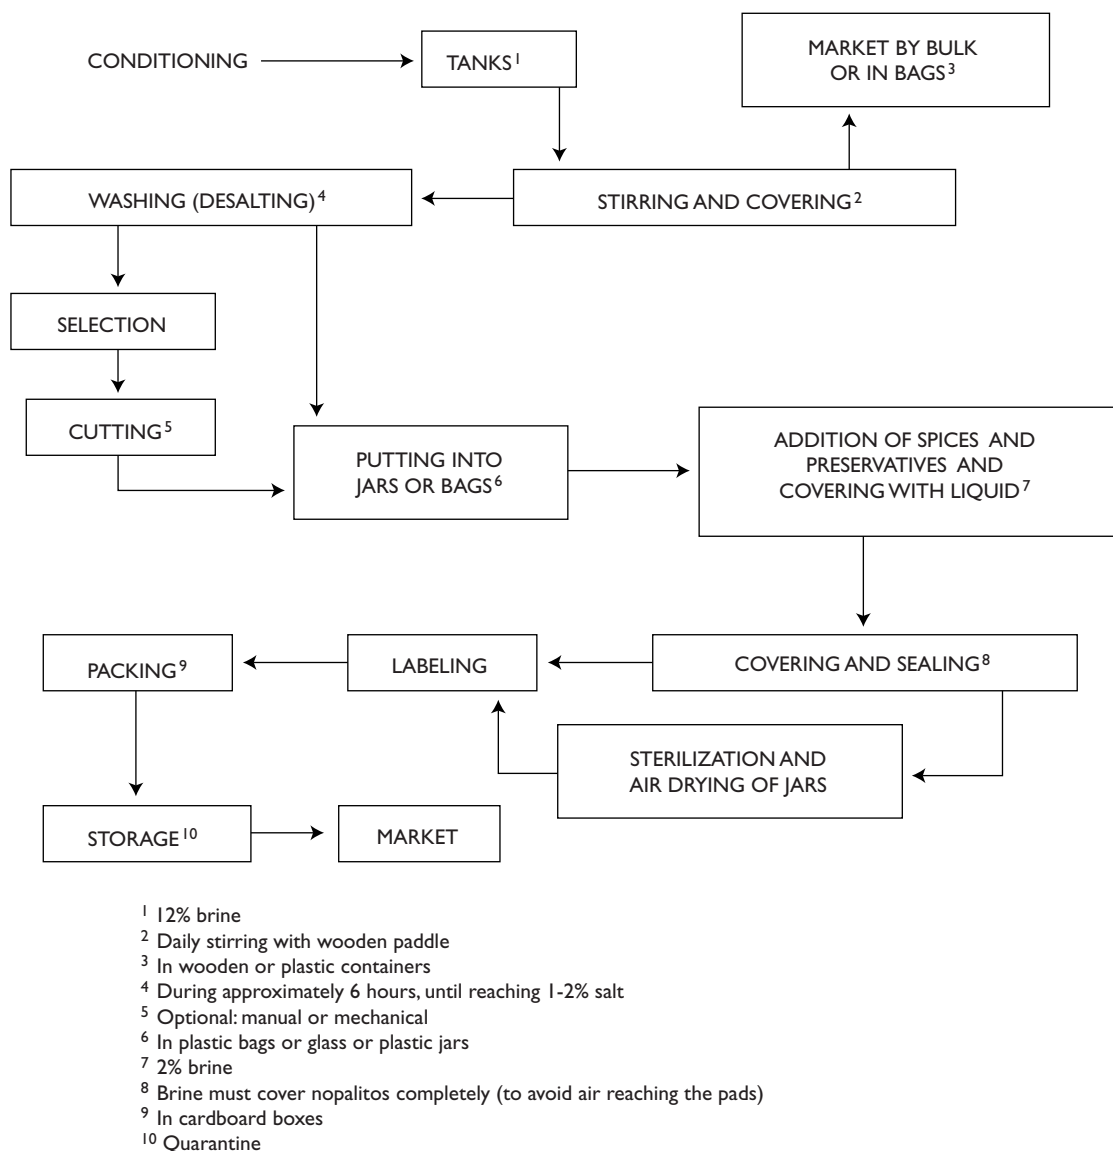 CONDITIONING
TANKS¹
MARKET BY BULK
OR IN BAGS³
WASHING (DESALTING)⁴
STIRRING AND COVERING²
SELECTION
CUTTING⁵
PUTTING INTO
JARS OR BAGS⁶
ADDITION OF SPICES AND
PRESERVATIVES AND
COVERING WITH LIQUID⁷
PACKING⁹
LABELING
COVERING AND SEALING⁸
STERILIZATION AND
AIR DRYING OF JARS
STORAGE¹⁰
MARKET
¹ 12% brine
² Daily stirring with wooden paddle
³ In wooden or plastic containers
⁴ During approximately 6 hours, until reaching 1-2% salt
⁵ Optional: manual or mechanical
⁶ In plastic bags or glass or plastic jars
⁷ 2% brine
⁸ Brine must cover nopalitos completely (to avoid air reaching the pads)
⁹ In cardboard boxes
¹⁰ Quarantine